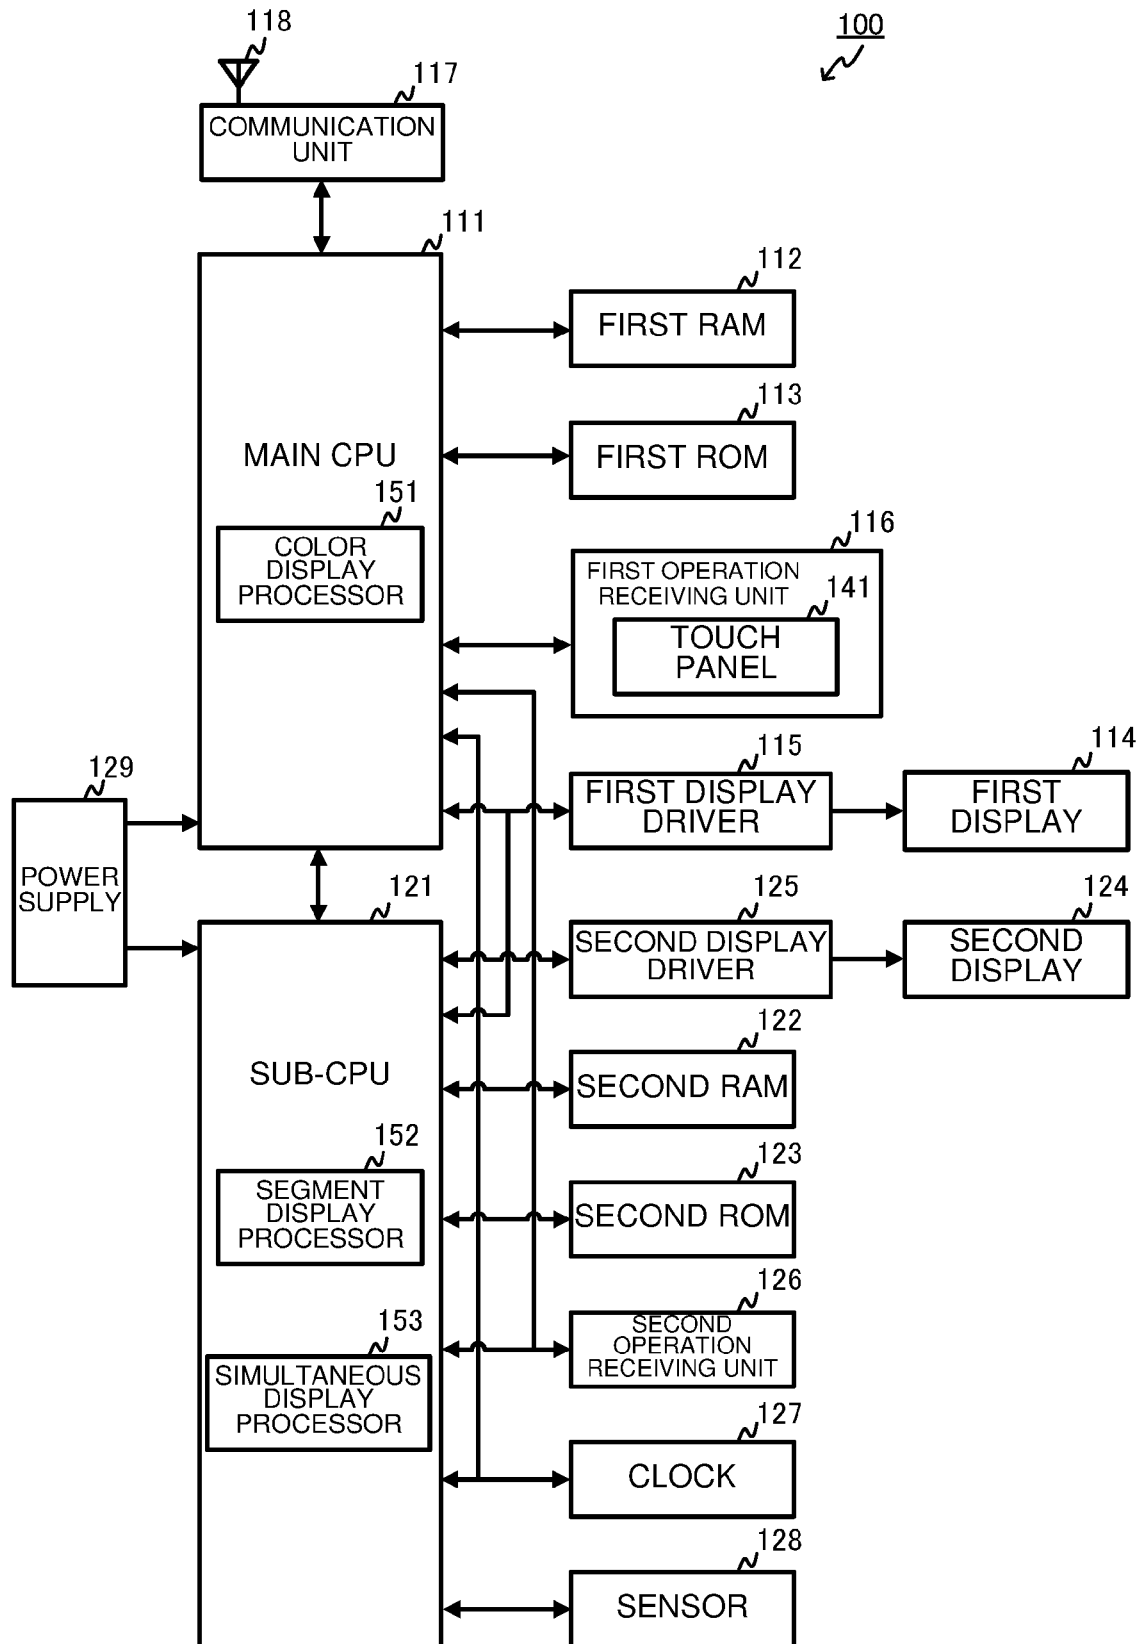 118
100
117
COMMUNICATION
UNIT
111
112
FIRST RAM
113
FIRST ROM
MAIN CPU
151
COLOR
DISPLAY
PROCESSOR
116
FIRST OPERATION
RECEIVING UNIT
141
TOUCH
PANEL
129
POWER
SUPPLY
115
FIRST DISPLAY
DRIVER
114
FIRST
DISPLAY
121
125
SECOND DISPLAY
DRIVER
124
SECOND
DISPLAY
SUB-CPU
122
SECOND RAM
152
SEGMENT
DISPLAY
PROCESSOR
123
SECOND ROM
153
SIMULTANEOUS
DISPLAY
PROCESSOR
126
SECOND
OPERATION
RECEIVING UNIT
127
CLOCK
128
SENSOR